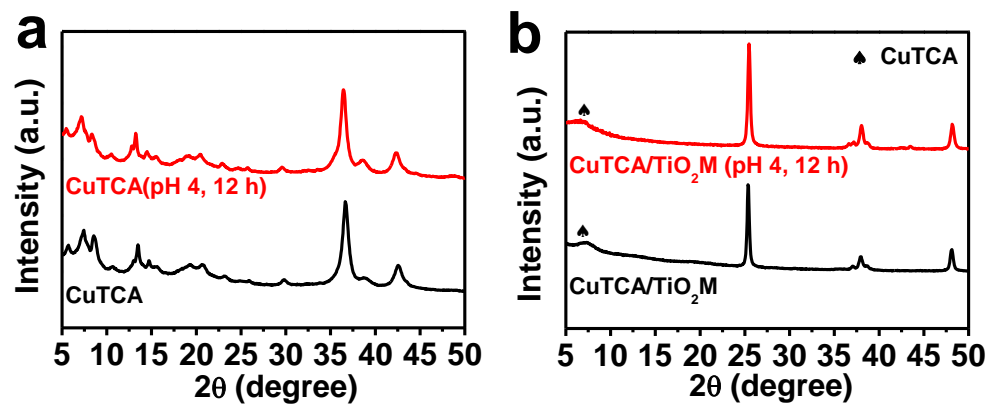 a
Intensity (a.u.)
CuTCA(pH 4, 12 h)
CuTCA
5 10 15 20 25 30 35 40 45 50
2θ (degree)
b
Intensity (a.u.)
♠ CuTCA
CuTCA/TiO₂M (pH 4, 12 h)
CuTCA/TiO₂M
5 10 15 20 25 30 35 40 45 50
2θ (degree)